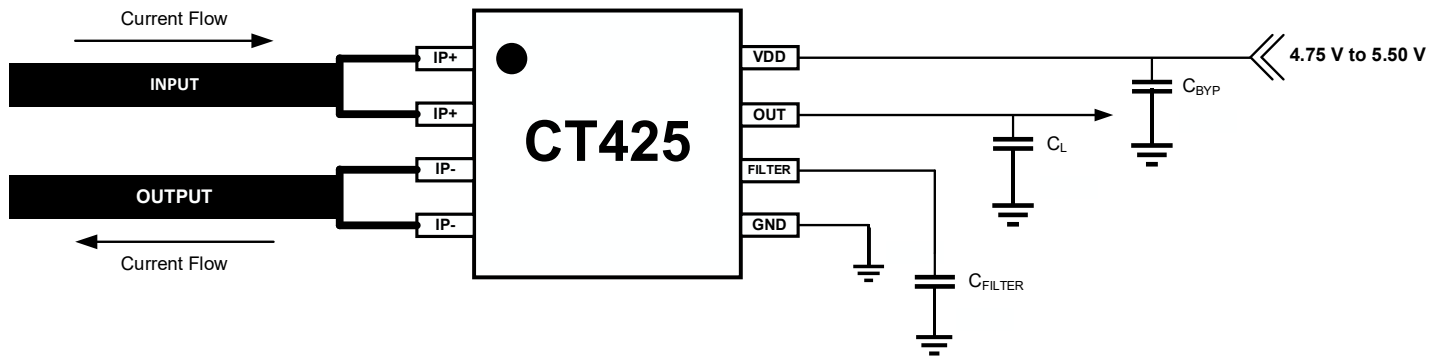 Current Flow
INPUT
OUTPUT
Current Flow
IP+
IP+
IP-
IP-
CT425
VDD
OUT
FILTER
GND
4.75 V to 5.50 V
CBYP
CL
CFILTER